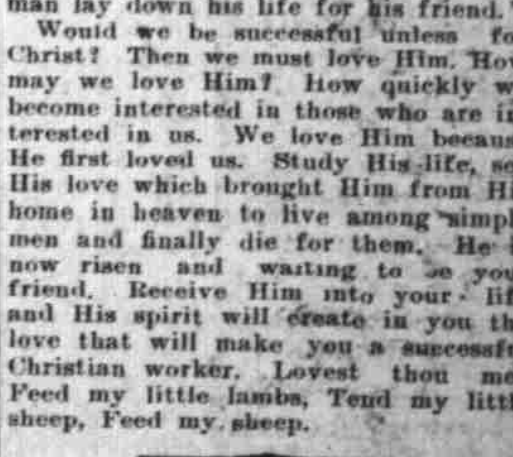 man lay down his life for his friend.
Would we be successful unless fo
Christ? Then we must love Him. How
may we love Him? How quickly w
become interested in those who are in
terested in us. We love Him becaus
He first loved us. Study His life, se
His love which brought Him from Hi
home in heaven to live among simpl
men and finally die for them. He i
now risen and waiting to be you
friend. Receive Him into your lif
and His spirit will create in you th
love that will make you a successfu
Christian worker. Lovest thou me
Feed my little lambs, Tend my littl
sheep, Feed my sheep.